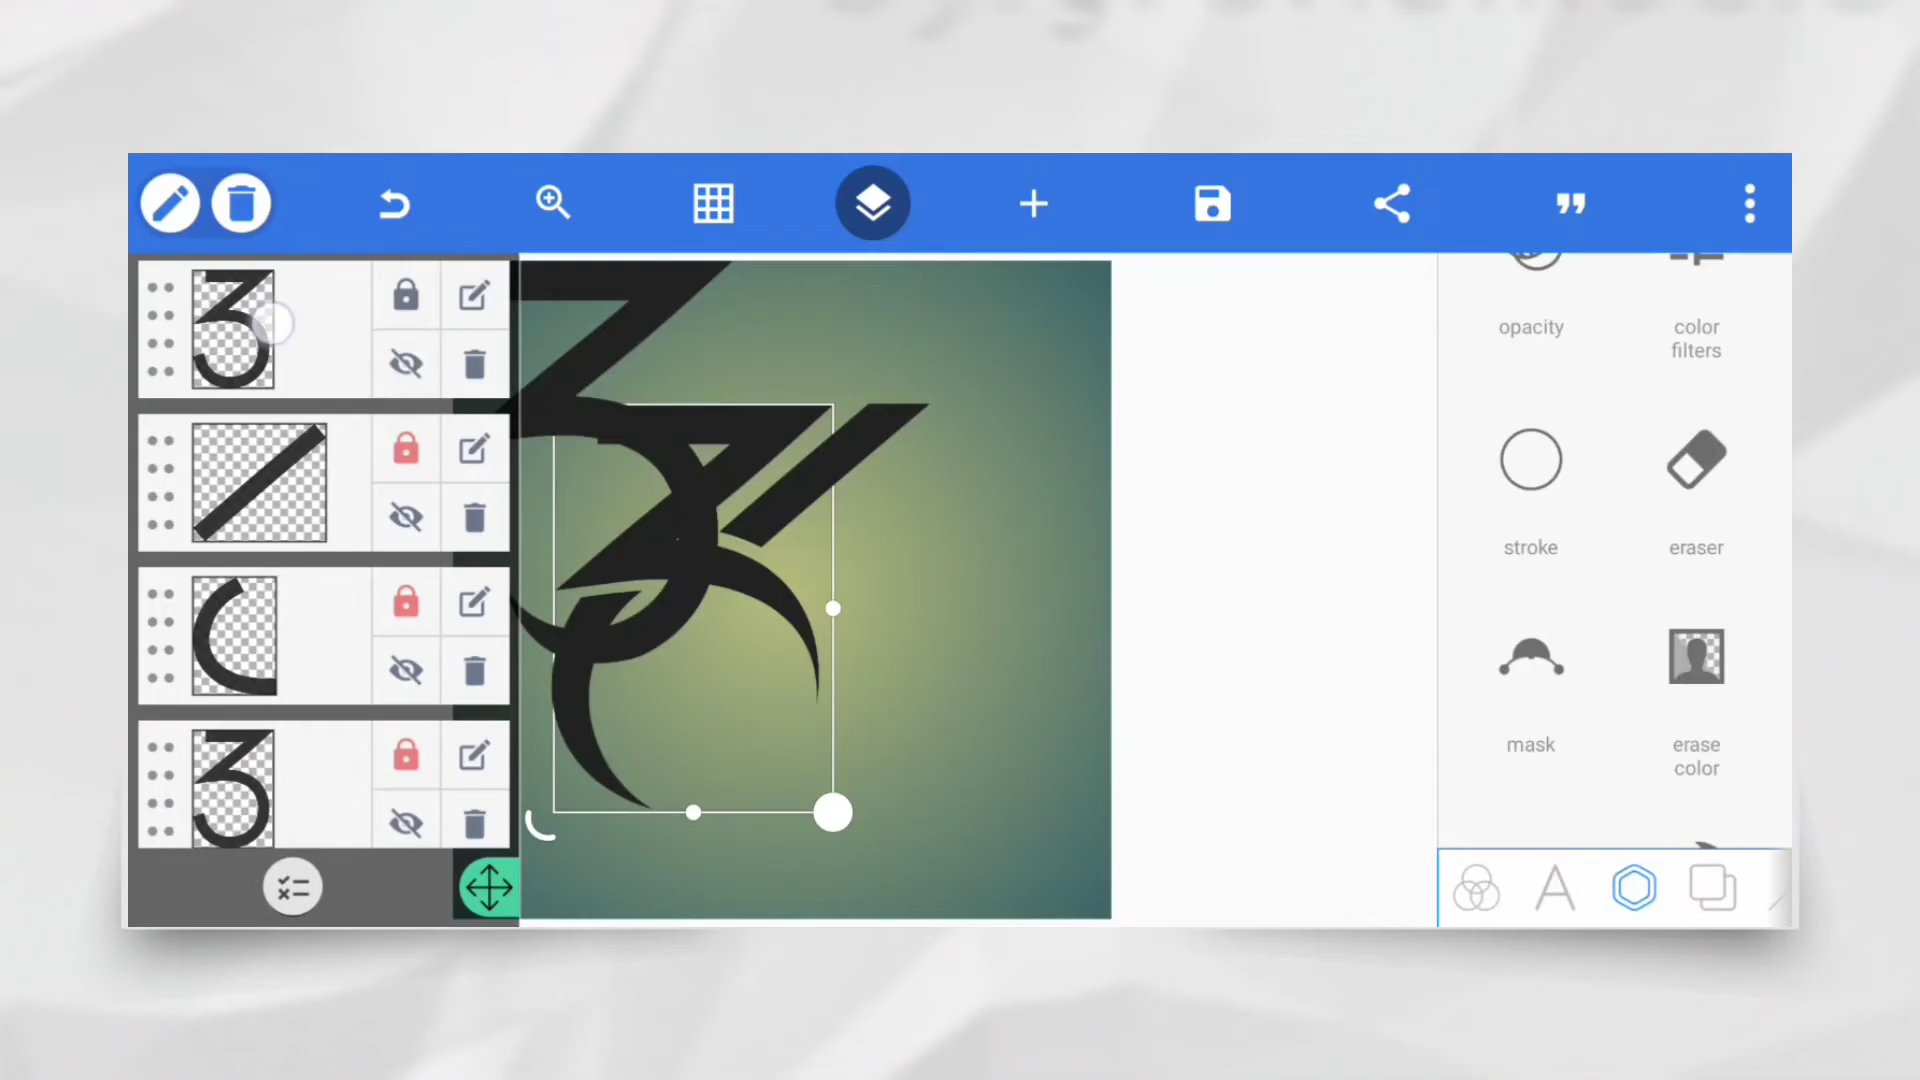 opacity
color
filters
stroke
eraser
mask
erase
color